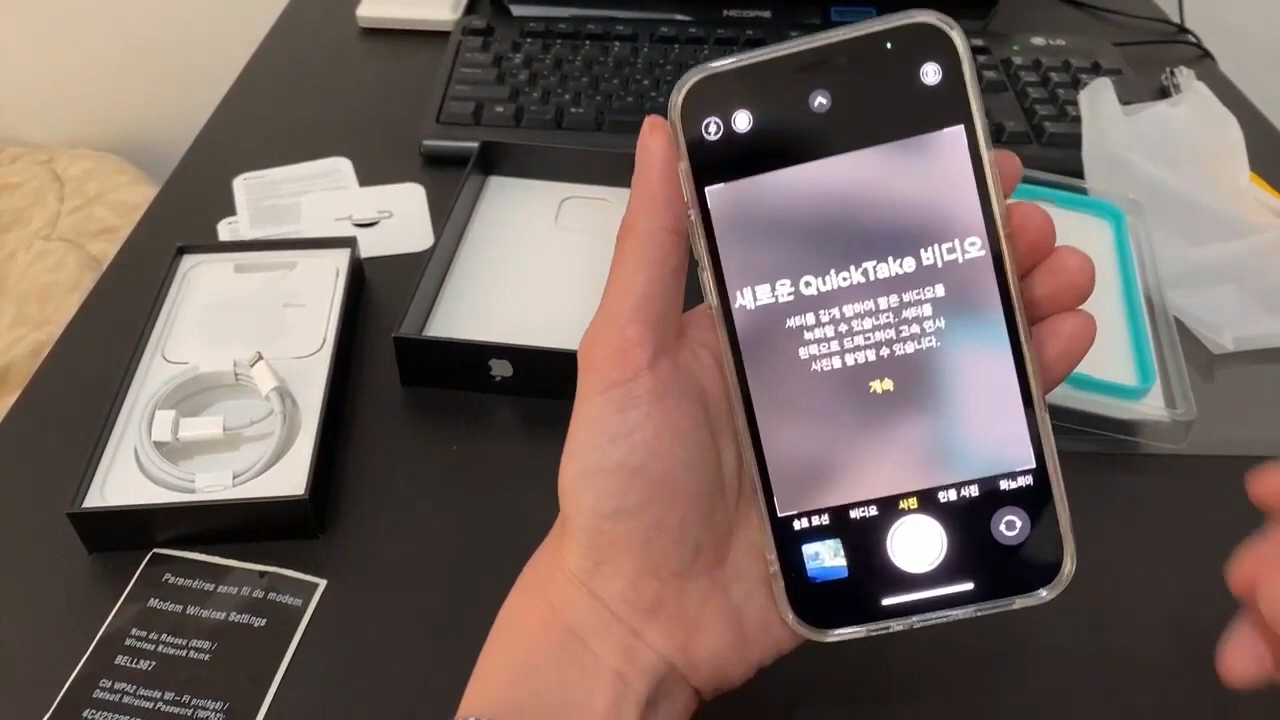 NCORE
LG
새로운 QuickTake 비디오
셔터를 길게 탭하여 짧은 비디오를
녹화할 수 있습니다. 셔터를
왼쪽으로 드래그하여 고속 연사
사진을 촬영할 수 있습니다.
계속
슬로 모션 비디오 사진 인물 사진 파노라마
Paramètres sans fil du modem
Modem Wireless Settings
Nom du Réseau (SSID) /
Wireless Network Name:
BELL367
Clé WPA2 (accès Wi-Fi protégé) /
Default Wireless Password (WPA2):